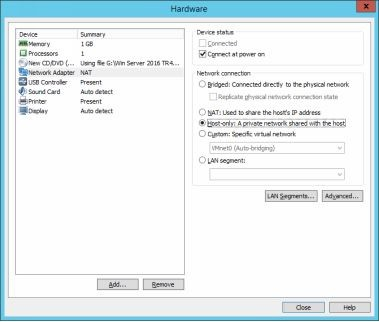 Hardware
Device Summary
Memory 1 GB
Processors 1
New CD/DVD (... Using file G:\Win Server 2016 TR4...
Network Adapter NAT
USB Controller Present
Sound Card Auto detect
Printer Present
Display Auto detect
Add... Remove
Device status
Connected
Connect at power on
Network connection
Bridged: Connected directly to the physical network
Replicate physical network connection state
NAT: Used to share the host's IP address
Host-only: A private network shared with the host
Custom: Specific virtual network
VMnet0 (Auto-bridging)
LAN segment:
LAN Segments... Advanced...
Close Help